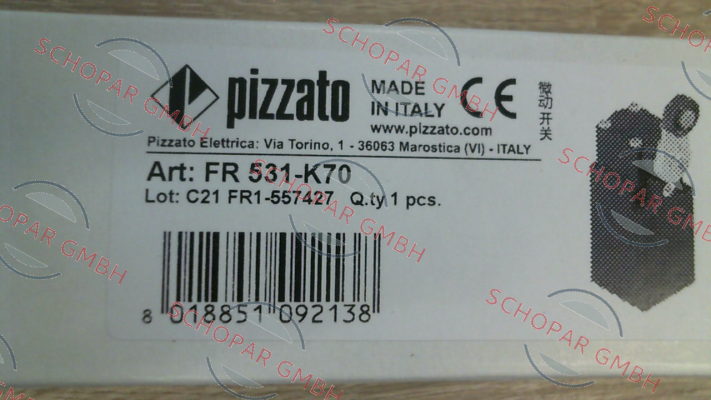 pizzato
MADE
IN ITALY
CE
微动开关
www.pizzato.com
Pizzato Elettrica: Via Torino, 1 - 36063 Marostica (VI) - ITALY
Art: FR 531-K70
Lot: C21 FR1-557427 Q.ty 1 pcs.
8 018851 092138
SCHOPAR GMBH
SCHOPAR GMBH
SCHOPAR GMBH
SCHOPAR GMBH
SCHOPAR GMBH
SCHOPAR GMBH
SCHOPAR GMBH